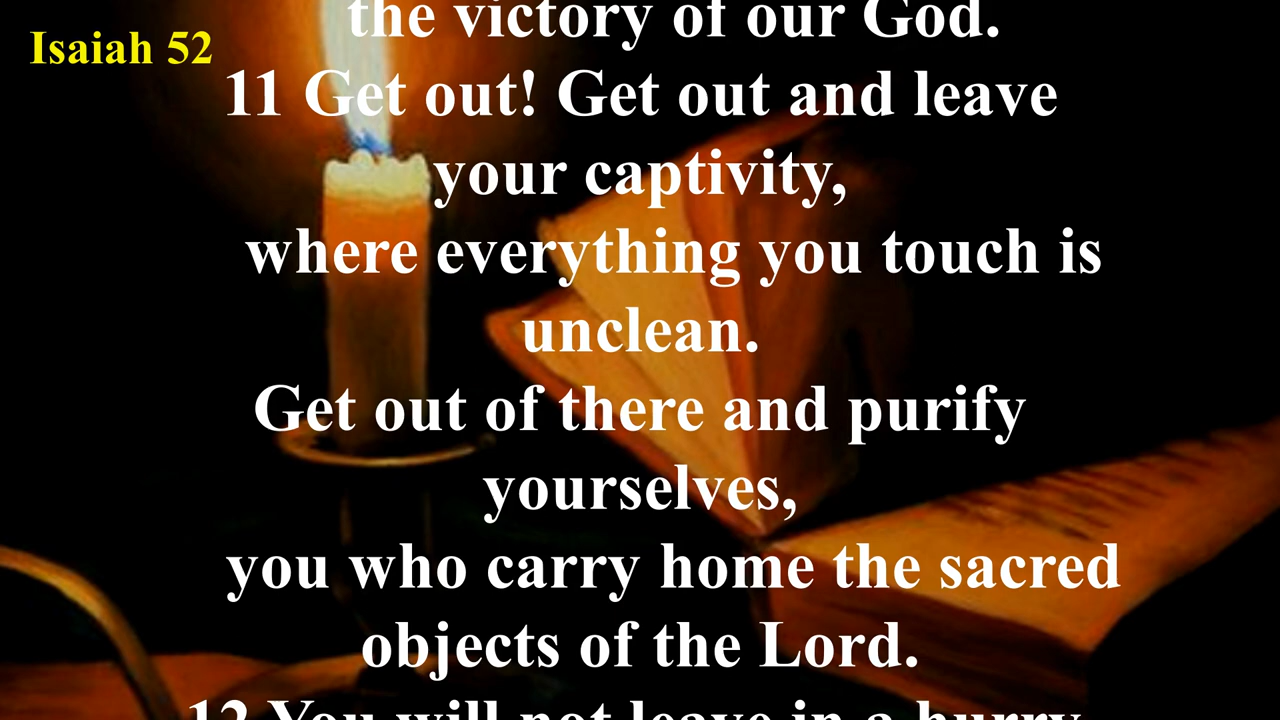 the victory of our God.
Isaiah 52
11 Get out! Get out and leave
your captivity,
where everything you touch is
unclean.
Get out of there and purify
yourselves,
you who carry home the sacred
objects of the Lord.
12 You will not leave in a hurry,